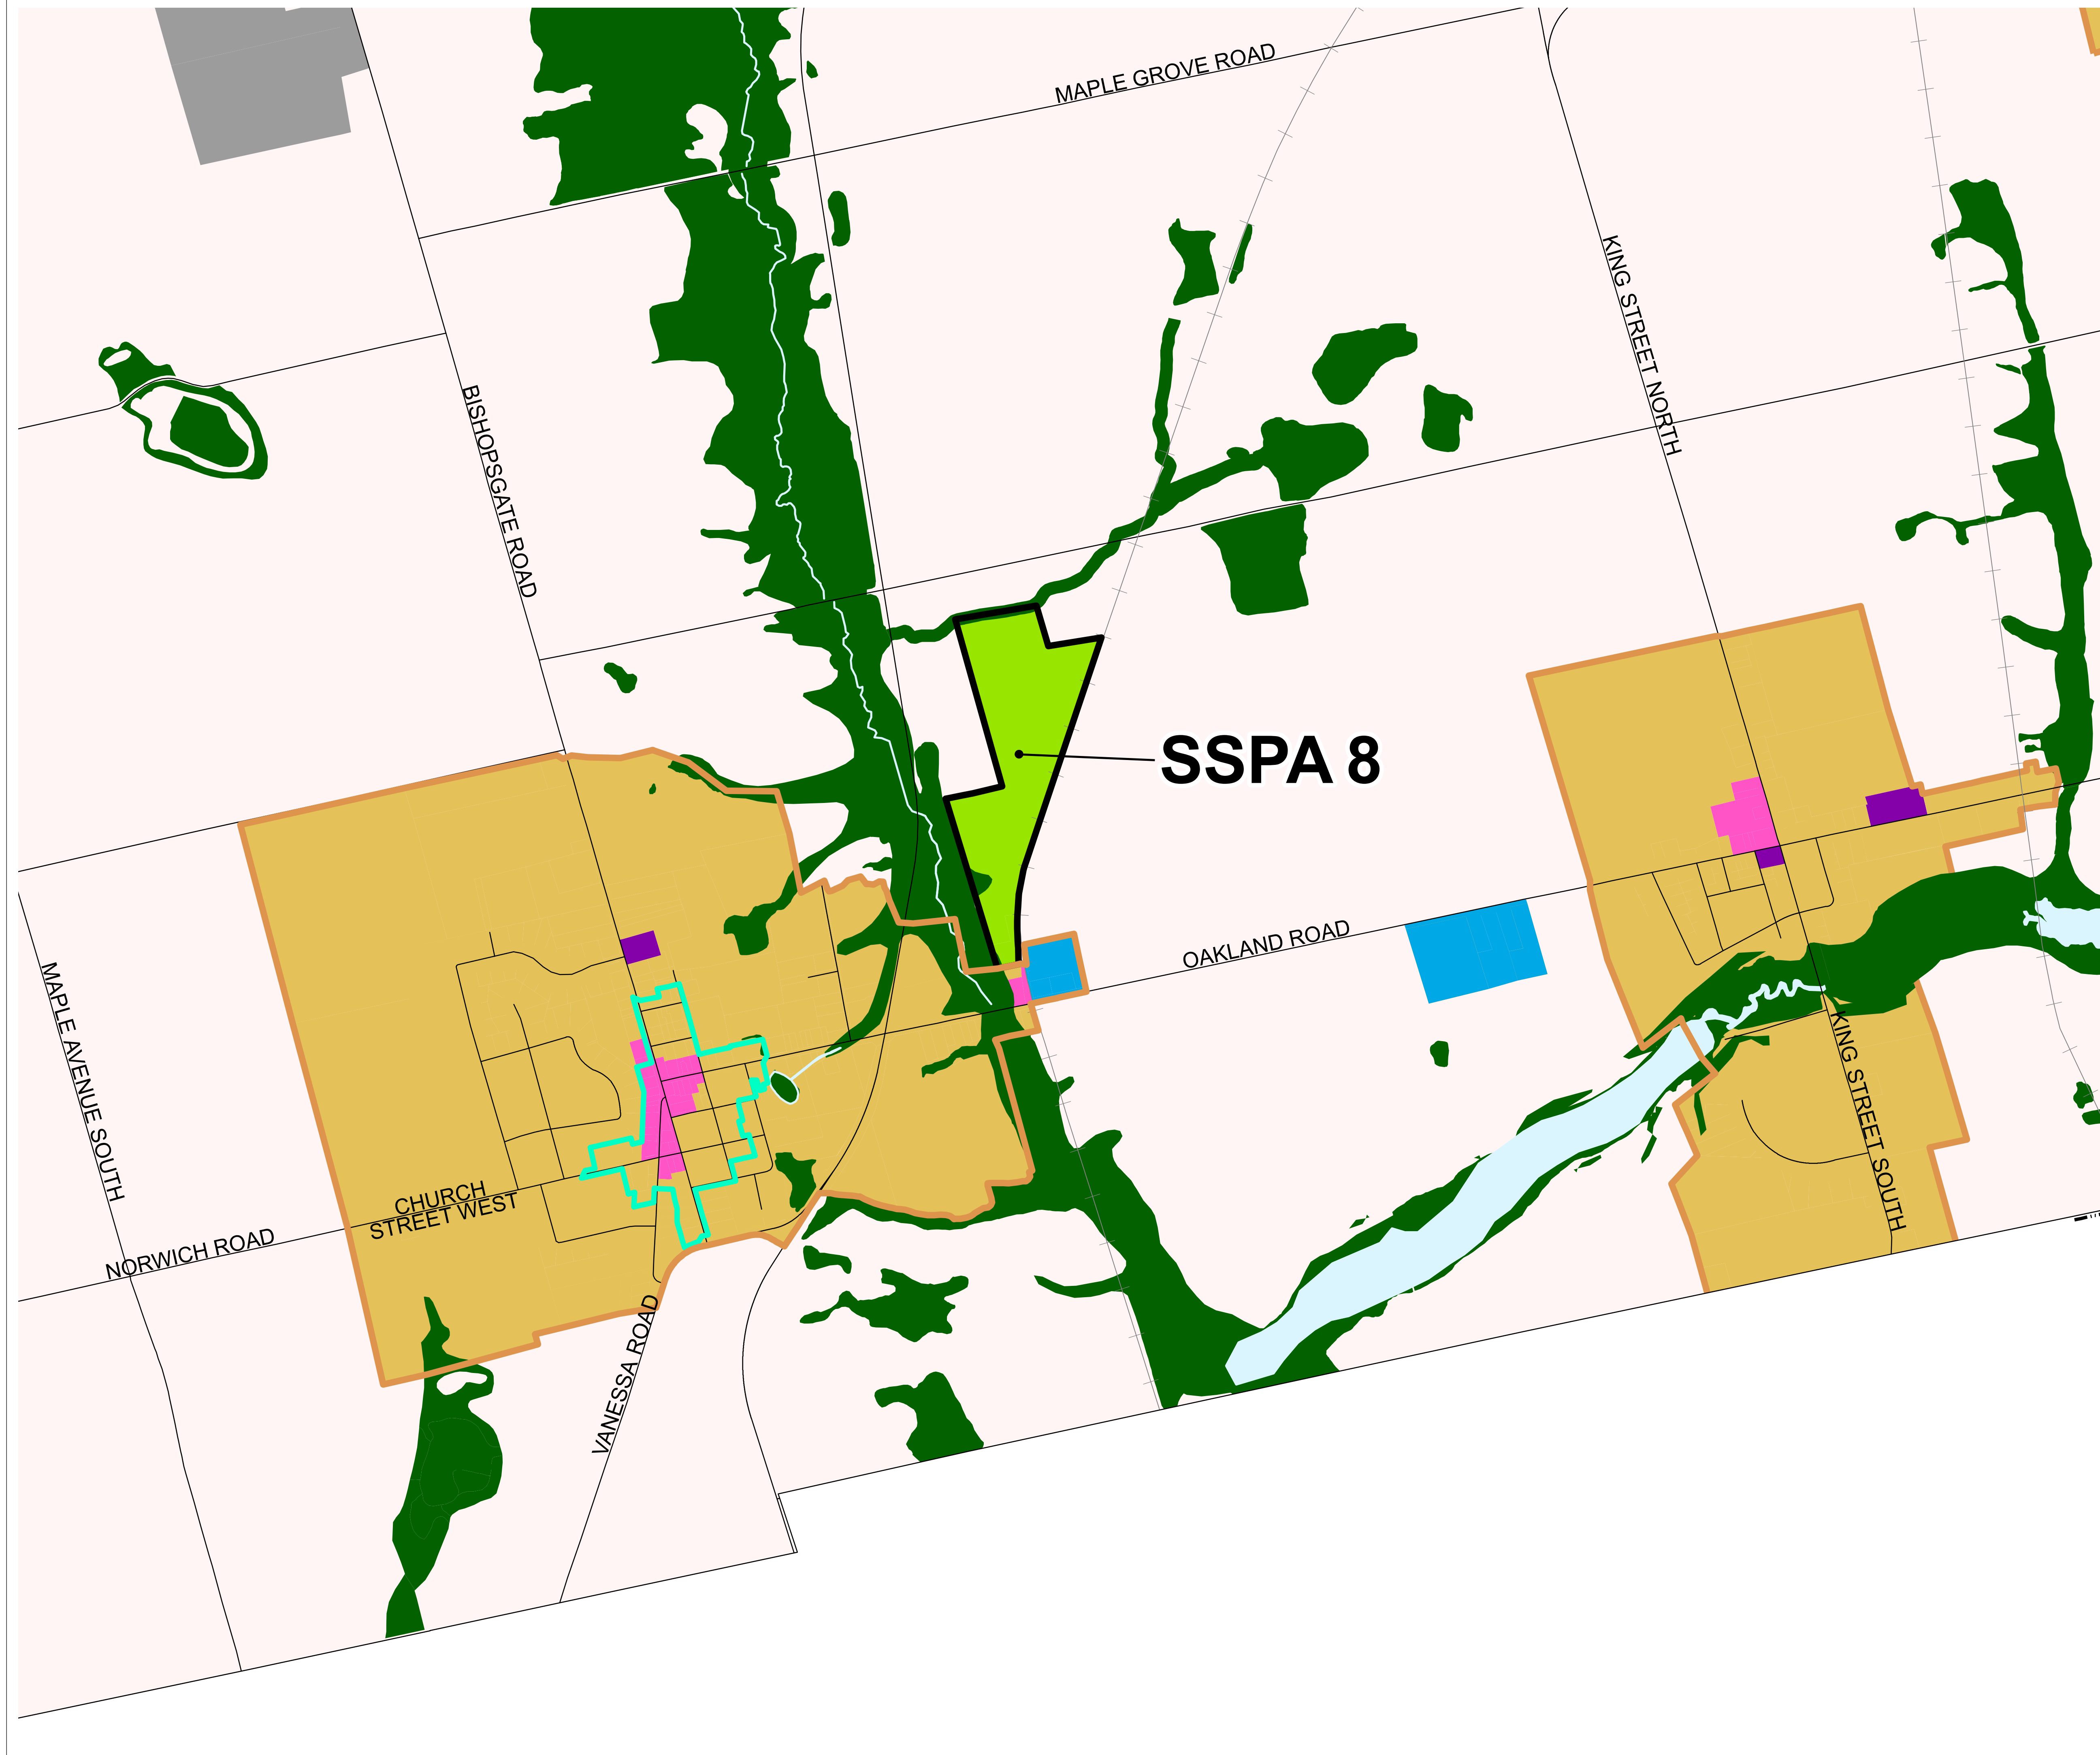 MAPLE GROVE ROAD
KING STREET NORTH
BISHOPSGATE ROAD
SSPA 8
OAKLAND ROAD
MAPLE AVENUE SOUTH
KING STREET SOUTH
CHURCH
STREET WEST
NORWICH ROAD
VANESSA ROAD